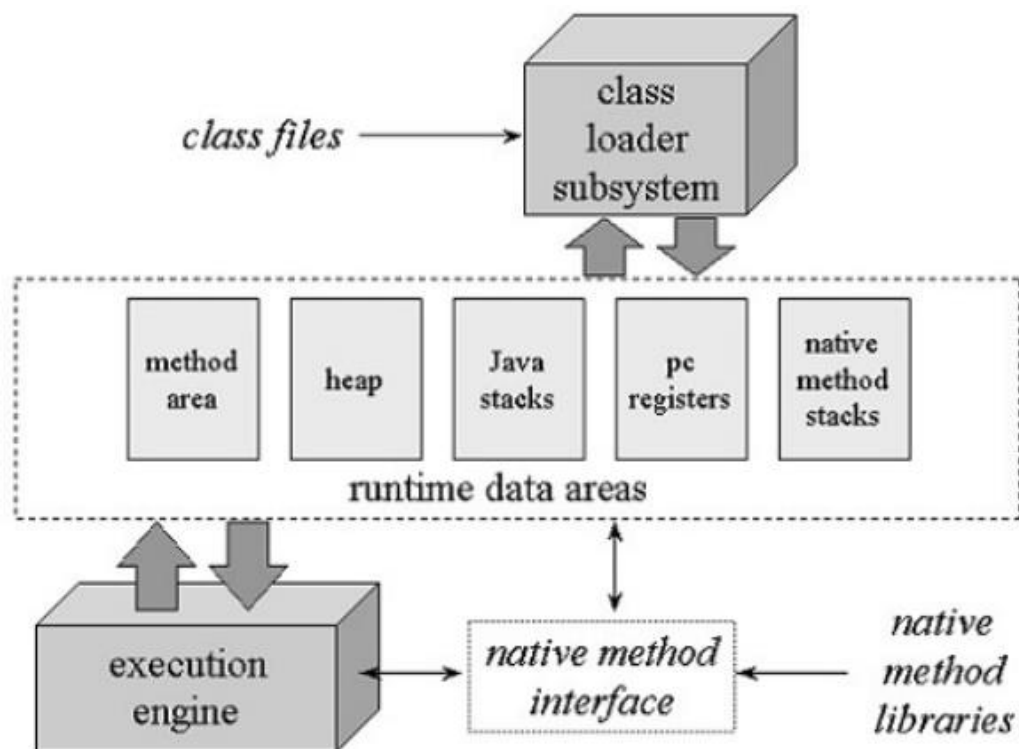 class
loader
subsystem
class files
method
area
heap
Java
stacks
pc
registers
native
method
stacks
runtime data areas
execution
engine
native method
interface
native
method
libraries